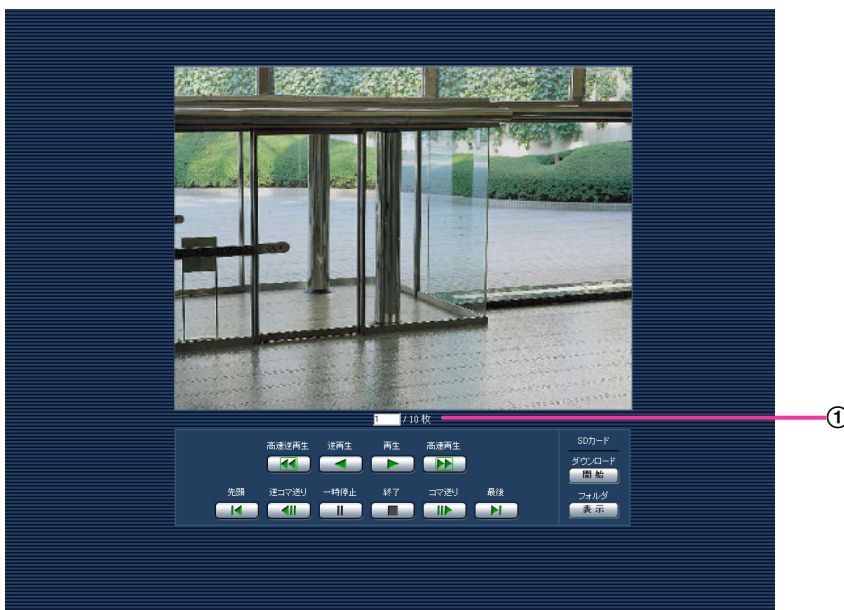 1 / 10 枚
①
高速逆再生 逆再生 再生 高速再生
SDカード
ダウンロード
開 始
先頭 逆コマ送り 一時停止 終了 コマ送り 最後
フォルダ
表 示